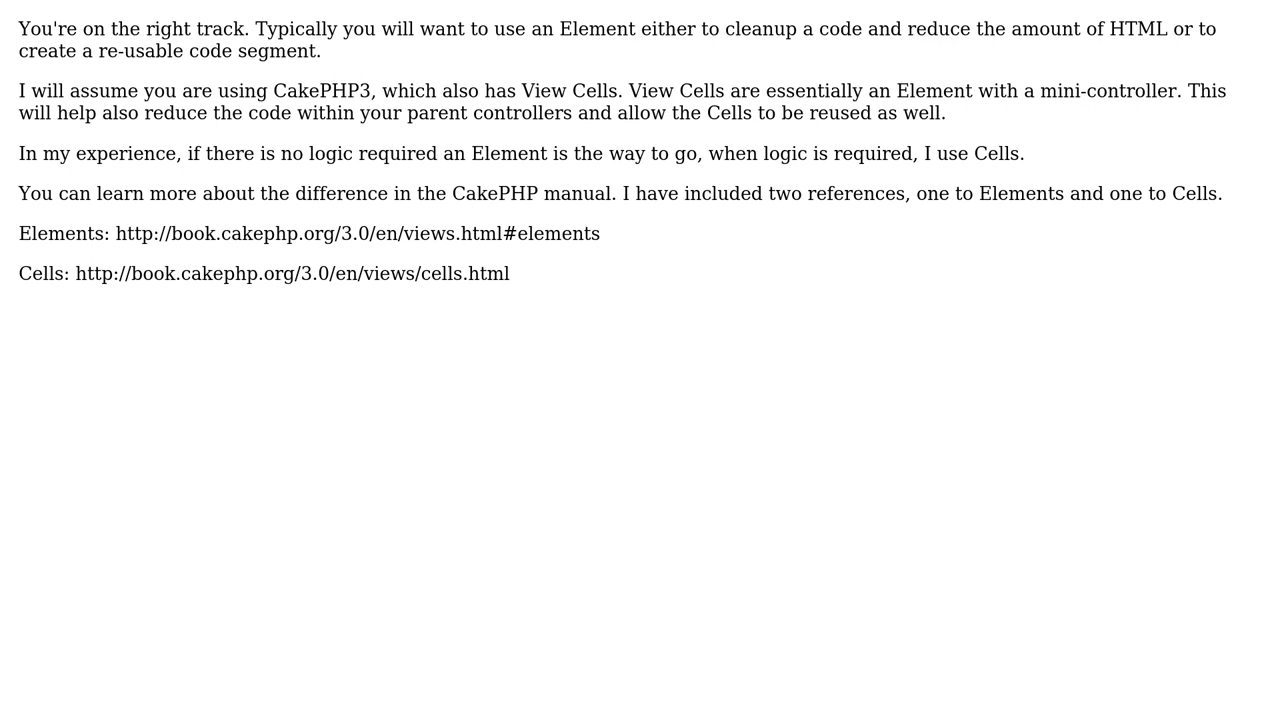 You're on the right track. Typically you will want to use an Element either to cleanup a code and reduce the amount of HTML or to
create a re-usable code segment.
I will assume you are using CakePHP3, which also has View Cells. View Cells are essentially an Element with a mini-controller. This
will help also reduce the code within your parent controllers and allow the Cells to be reused as well.
In my experience, if there is no logic required an Element is the way to go, when logic is required, I use Cells.
You can learn more about the difference in the CakePHP manual. I have included two references, one to Elements and one to Cells.
Elements: http://book.cakephp.org/3.0/en/views.html#elements
Cells: http://book.cakephp.org/3.0/en/views/cells.html